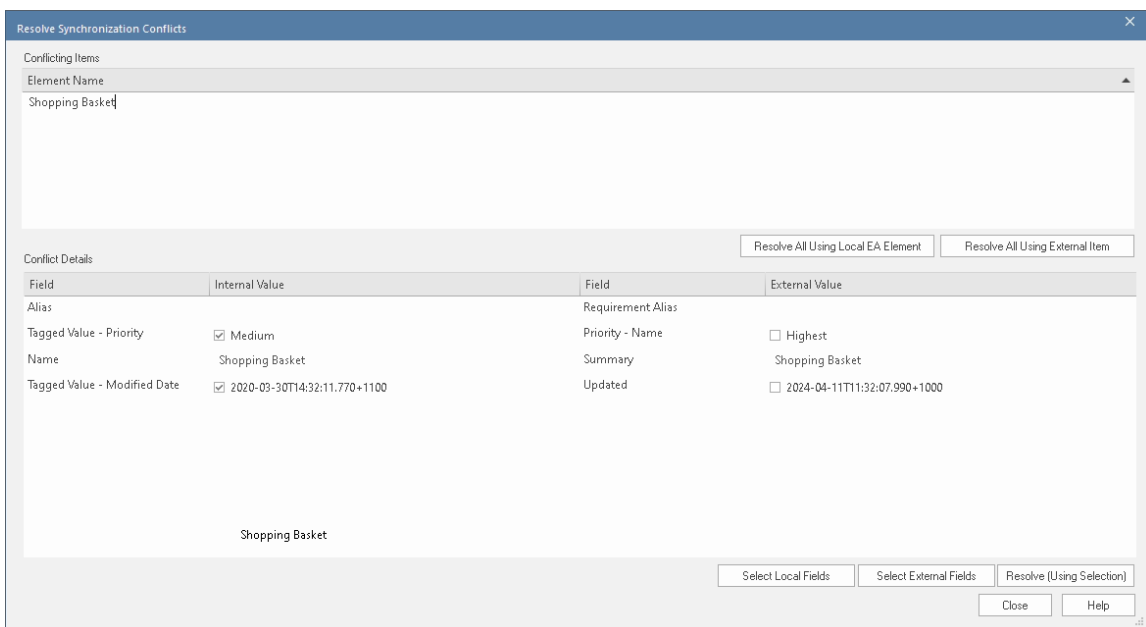 Resolve Synchronization Conflicts
Conflicting Items
Element Name
Shopping Basket
Resolve All Using Local EA Element Resolve All Using External Item
Conflict Details
Field Internal Value Field External Value
Alias Requirement Alias
Tagged Value - Priority Medium Priority - Name Highest
Name Shopping Basket Summary Shopping Basket
Tagged Value - Modified Date 2020-03-30T14:32:11.770+1100 Updated 2024-04-11T11:32:07.990+1000
Shopping Basket
Select Local Fields Select External Fields Resolve (Using Selection)
Close Help